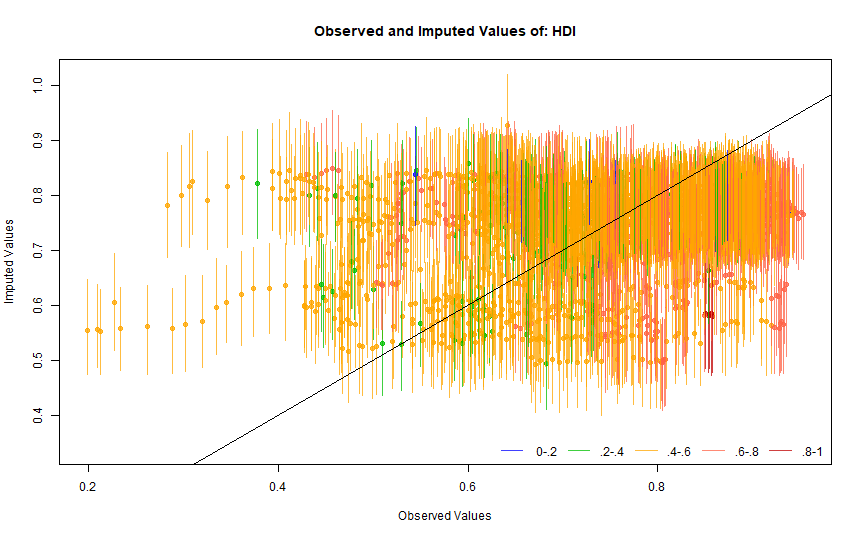 Observed and Imputed Values of: HDI
Imputed Values
1.0
0.9
0.8
0.7
0.6
0.5
0.4
0-.2 .2-.4 .4-.6 .6-.8 .8-1
0.2 0.4 0.6 0.8
Observed Values